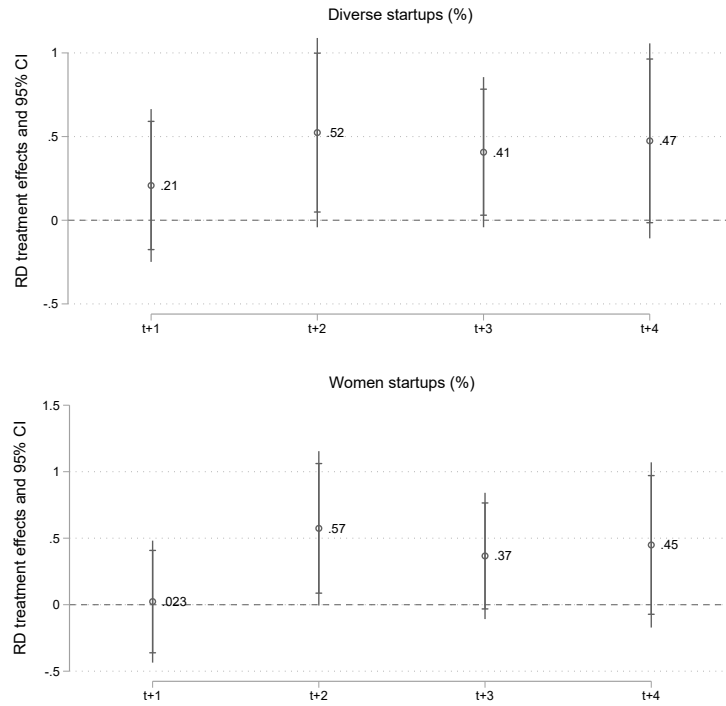 Diverse startups (%)
RD treatment effects and 95% CI
1
.5
0
-.5
.21
.52
.41
.47
t+1
t+2
t+3
t+4
Women startups (%)
RD treatment effects and 95% CI
1.5
1
.5
0
-.5
.023
.57
.37
.45
t+1
t+2
t+3
t+4